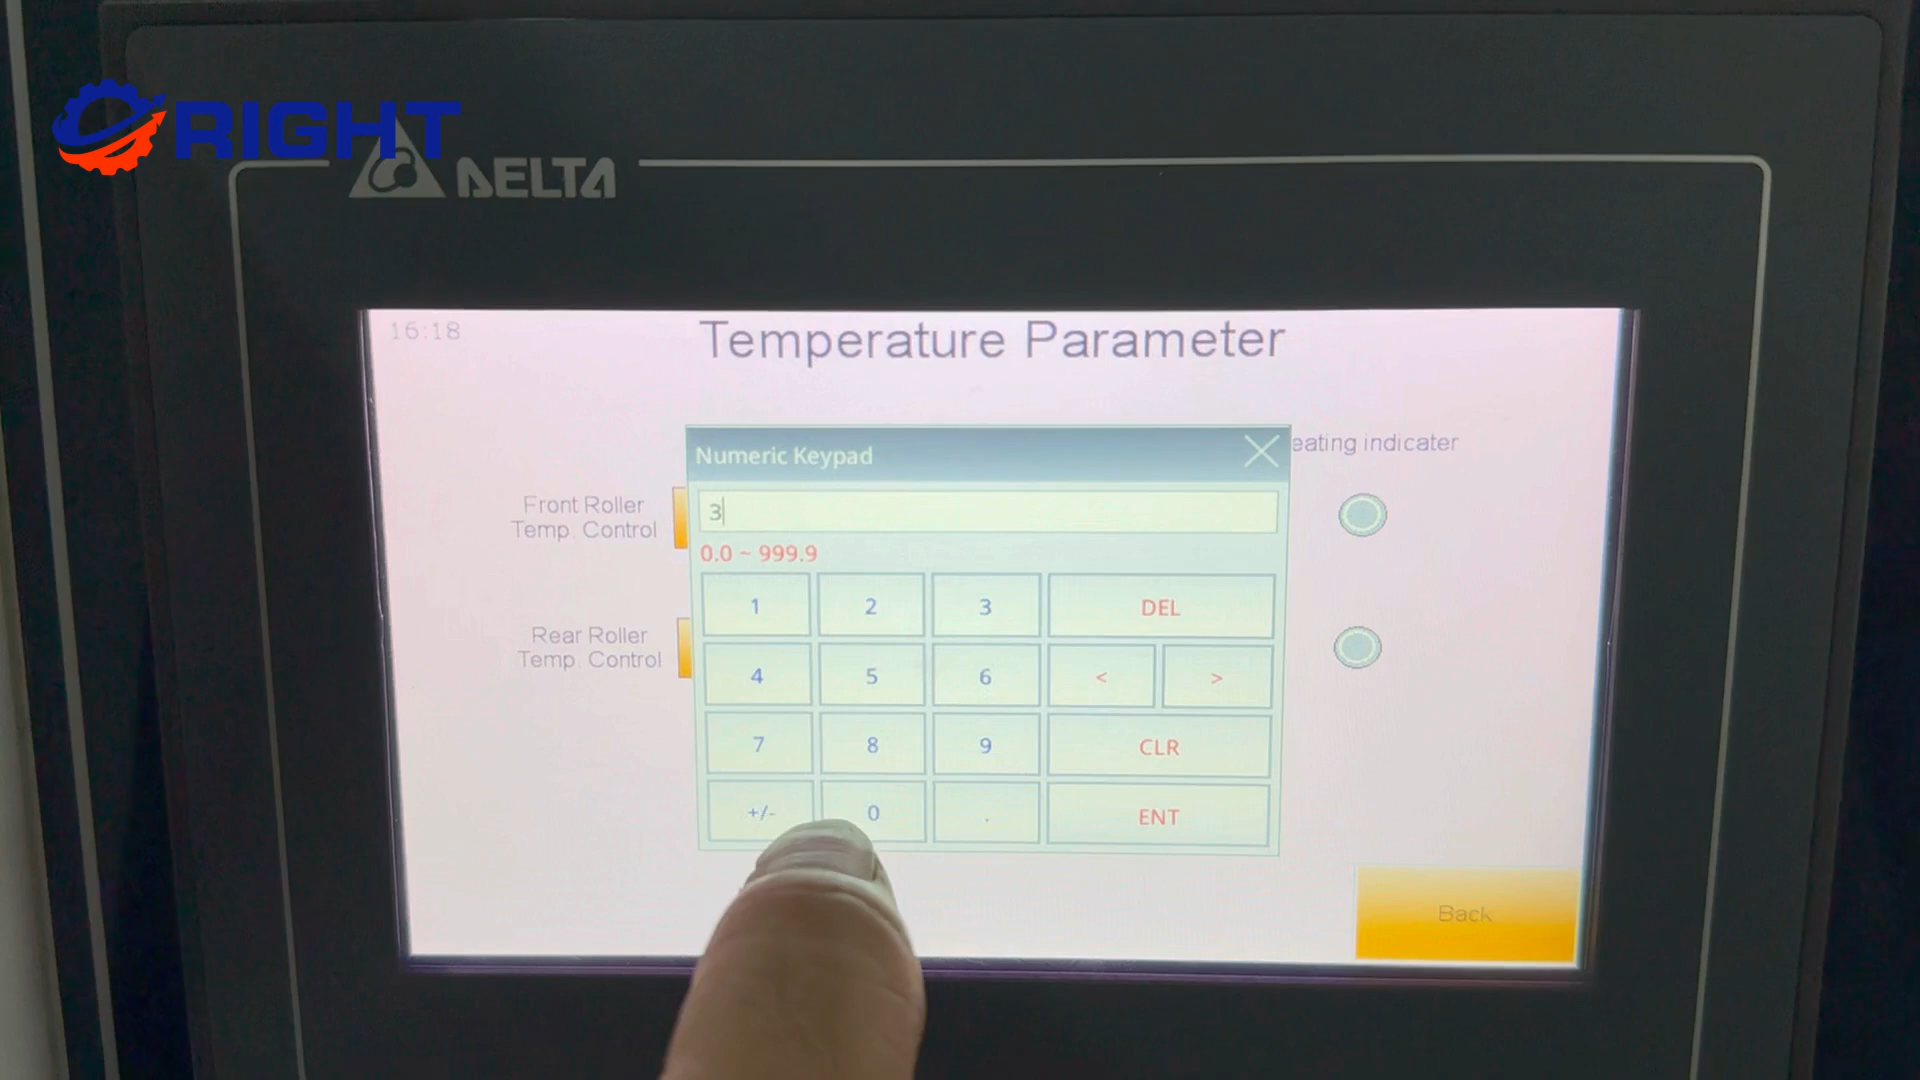 RIGHT
DELTA
16:18
Temperature Parameter
Numeric Keypad
eating indicater
3
Front Roller
Temp. Control
0.0 ~ 999.9
1 2 3 DEL
Rear Roller
Temp. Control
4 5 6 < >
7 8 9 CLR
+/- 0 . ENT
Back